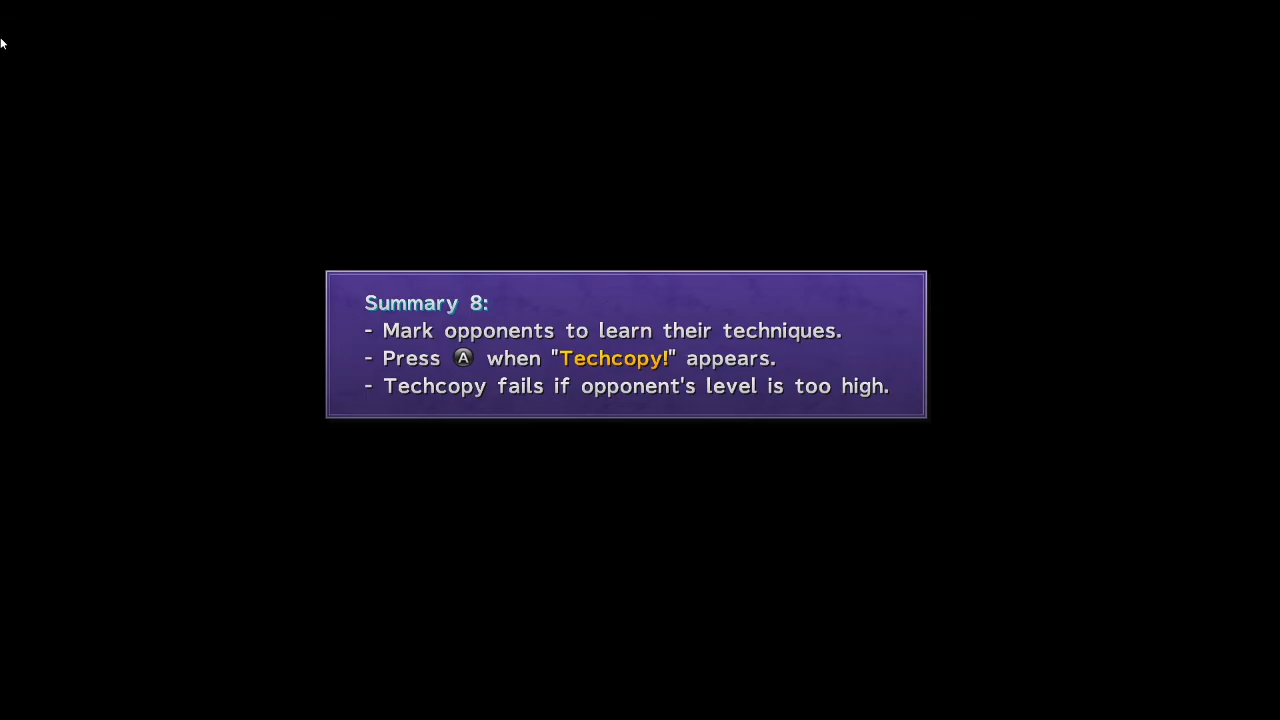 Summary 8:
- Mark opponents to learn their techniques.
- Press A when "Techcopy!" appears.
- Techcopy fails if opponent's level is too high.